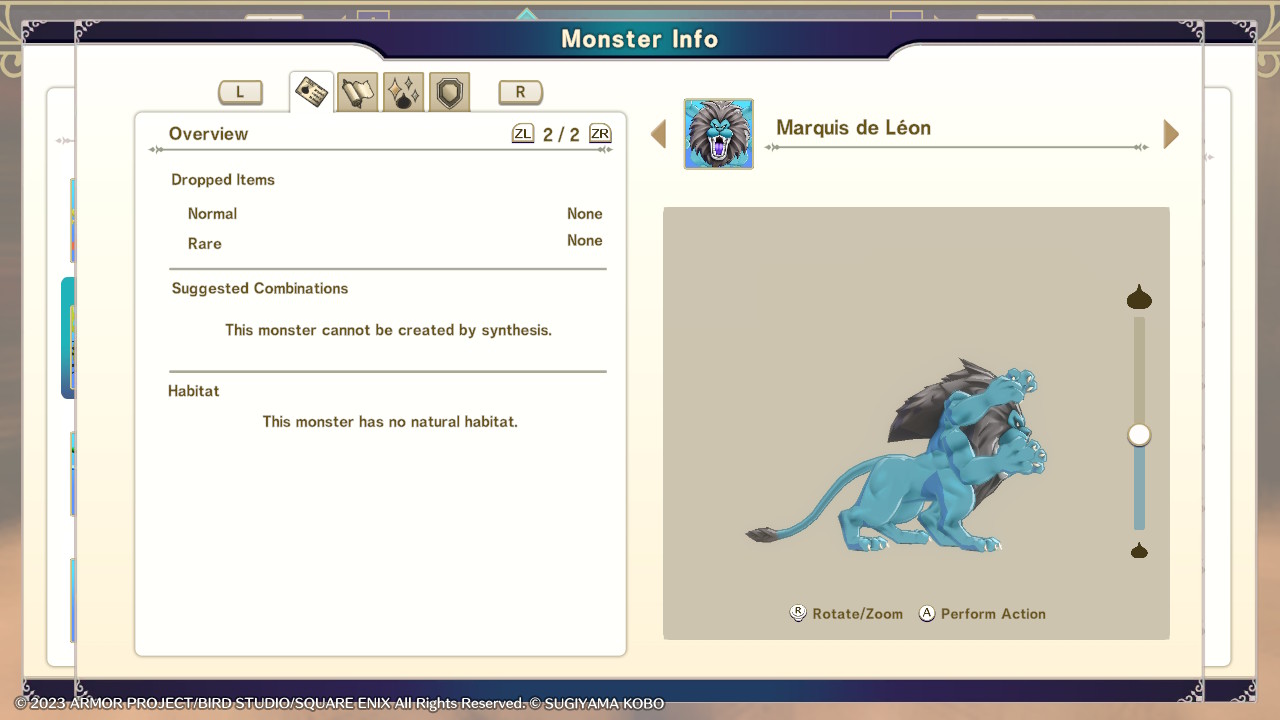 Monster Info
L
R
Overview
ZL 2 / 2 ZR
Marquis de Léon
Dropped Items
Normal None
Rare None
Suggested Combinations
This monster cannot be created by synthesis.
Habitat
This monster has no natural habitat.
R Rotate/Zoom A Perform Action
© 2023 ARMOR PROJECT/BIRD STUDIO/SQUARE ENIX All Rights Reserved. © SUGIYAMA KOBO